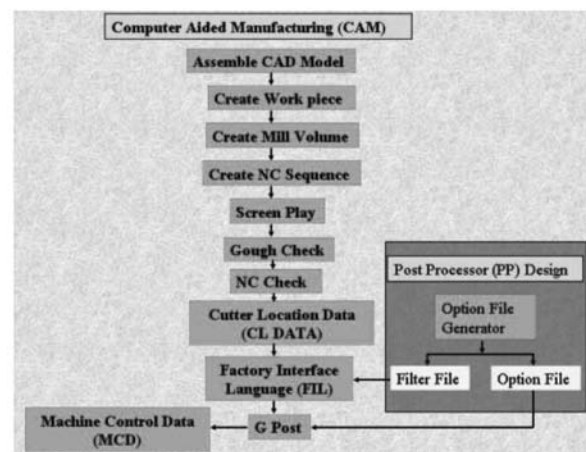 Computer Aided Manufacturing (CAM)
Assemble CAD Model
Create Work piece
Create Mill Volume
Create NC Sequence
Screen Play
Gough Check
NC Check
Cutter Location Data
(CL DATA)
Factory Interface
Language (FIL)
G Post
Machine Control Data
(MCD)
Post Processor (PP) Design
Option File
Generator
Filter File
Option File